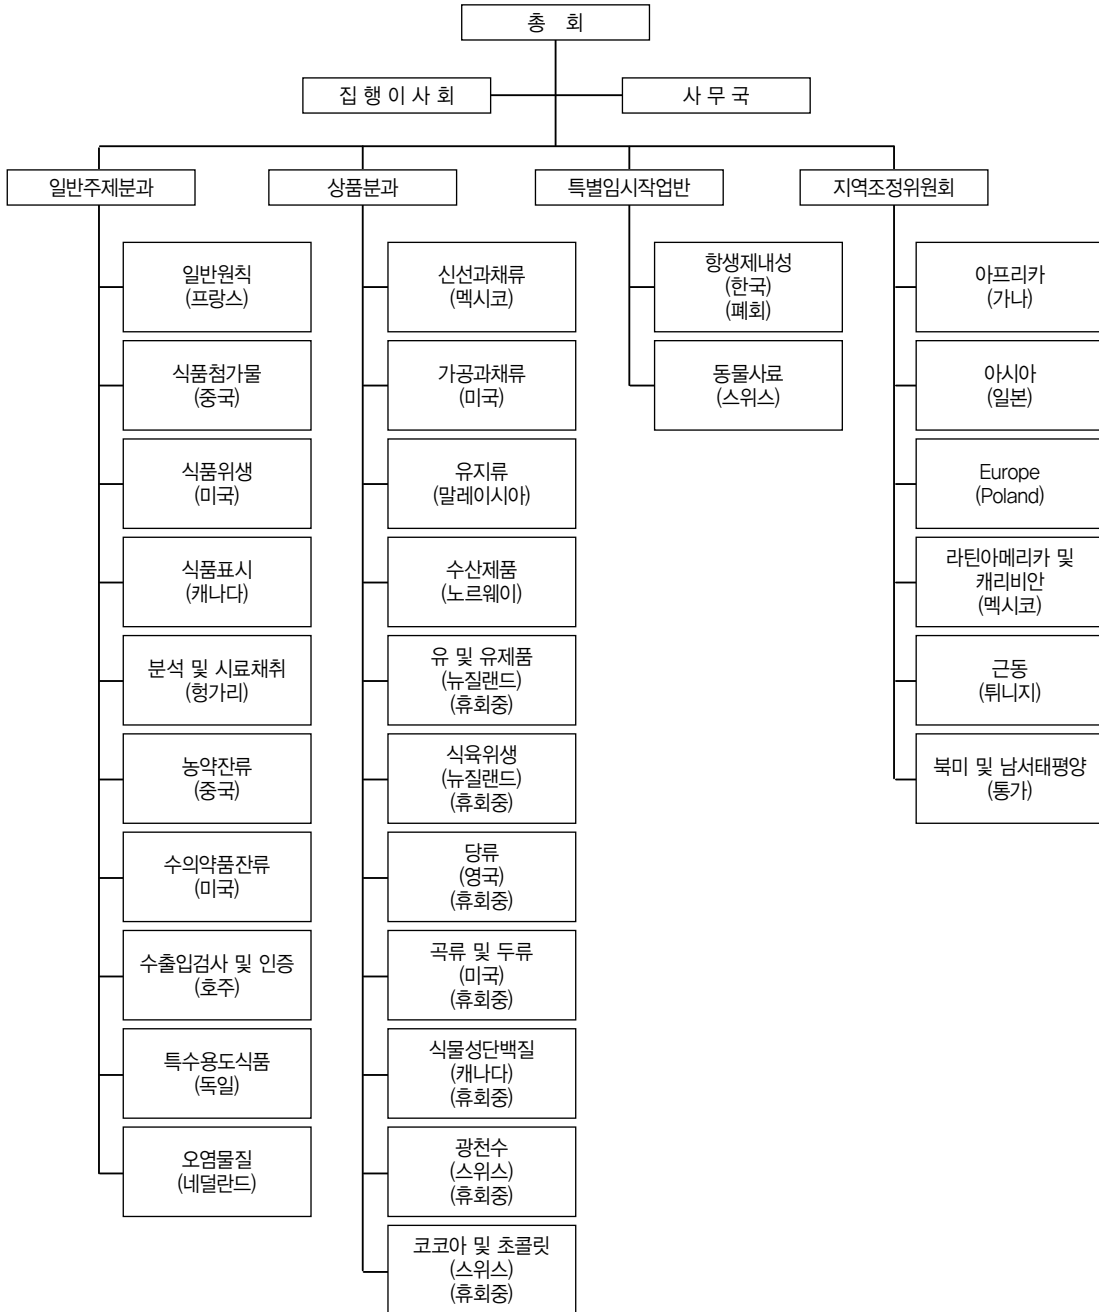 총 회
집 행 이 사 회
사 무 국
일반주제분과
일반원칙
(프랑스)
식품첨가물
(중국)
식품위생
(미국)
식품표시
(캐나다)
분석 및 시료채취
(헝가리)
농약잔류
(중국)
수의약품잔류
(미국)
수출입검사 및 인증
(호주)
특수용도식품
(독일)
오염물질
(네덜란드)
상품분과
신선과채류
(멕시코)
가공과채류
(미국)
유지류
(말레이시아)
수산제품
(노르웨이)
유 및 유제품
(뉴질랜드)
(휴회중)
식육위생
(뉴질랜드)
(휴회중)
당류
(영국)
(휴회중)
곡류 및 두류
(미국)
(휴회중)
식물성단백질
(캐나다)
(휴회중)
광천수
(스위스)
(휴회중)
코코아 및 초콜릿
(스위스)
(휴회중)
특별임시작업반
항생제내성
(한국)
(폐회)
동물사료
(스위스)
지역조정위원회
아프리카
(가나)
아시아
(일본)
Europe
(Poland)
라틴아메리카 및
캐리비안
(멕시코)
근동
(튀니지)
북미 및 남서태평양
(통가)